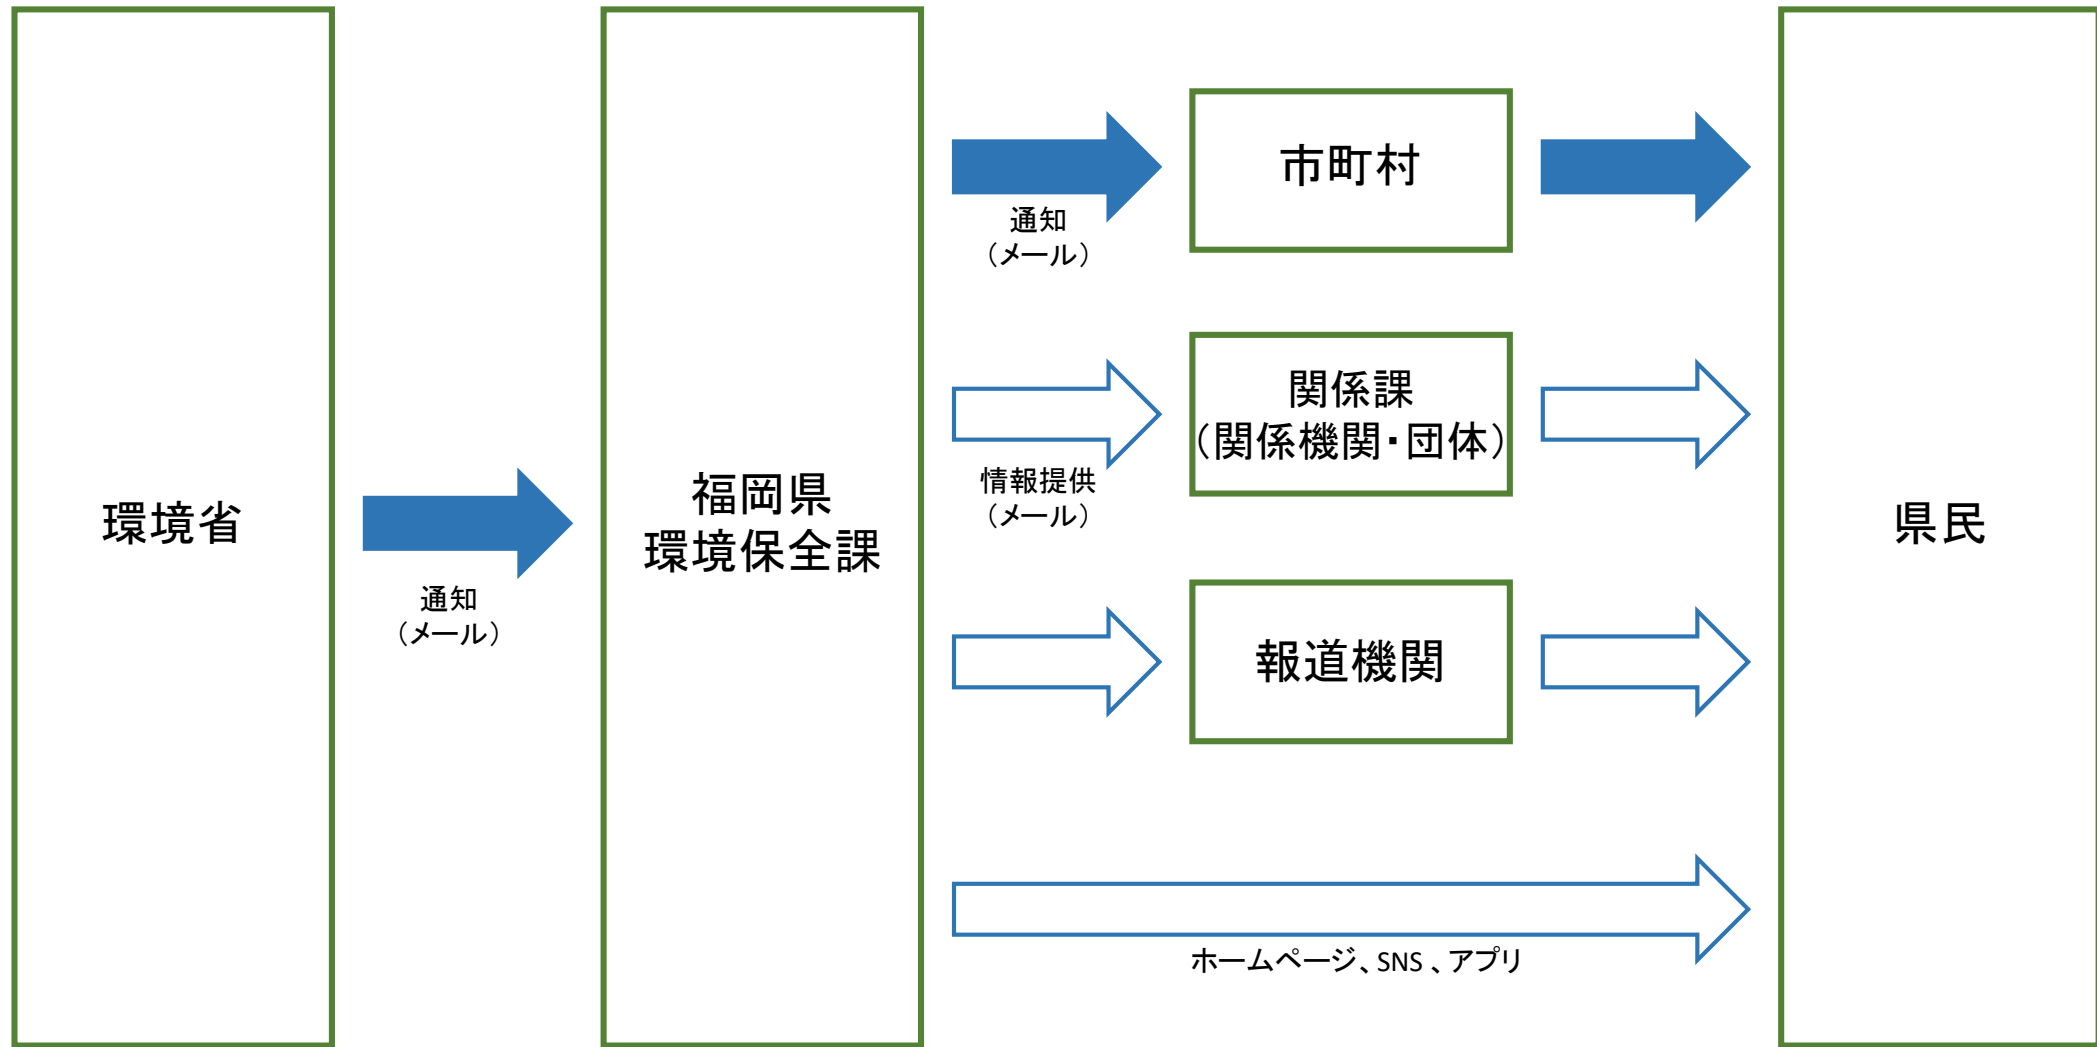 環境省
通知
（メール）
福岡県
環境保全課
通知
（メール）
市町村
情報提供
（メール）
関係課
（関係機関・団体）
報道機関
ホームページ、SNS 、アプリ
県民